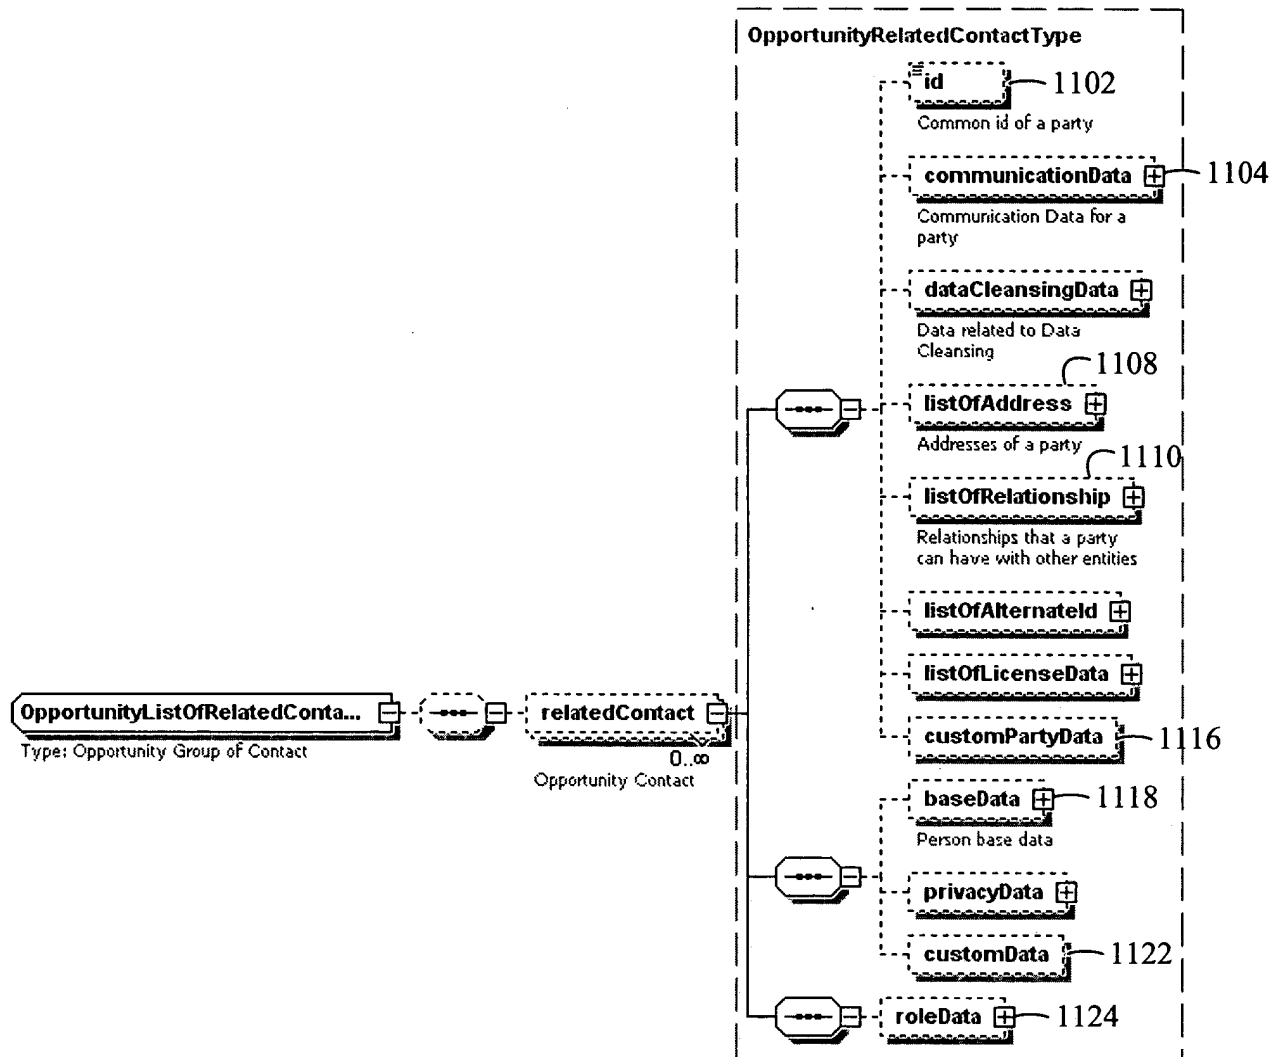 OpportunityRelatedContactType
id
1102
Common id of a party
communicationData
1104
Communication Data for a
party
dataCleansingData
Data related to Data
Cleansing
1108
listOfAddress
Addresses of a party
1110
listOfRelationship
Relationships that a party
can have with other entities
listOfAlternateId
listOfLicenseData
OpportunityListOfRelatedConta...
Type: Opportunity Group of Contact
relatedContact
0..∞
Opportunity Contact
customPartyData
1116
baseData
1118
Person base data
privacyData
customData
1122
roleData
1124